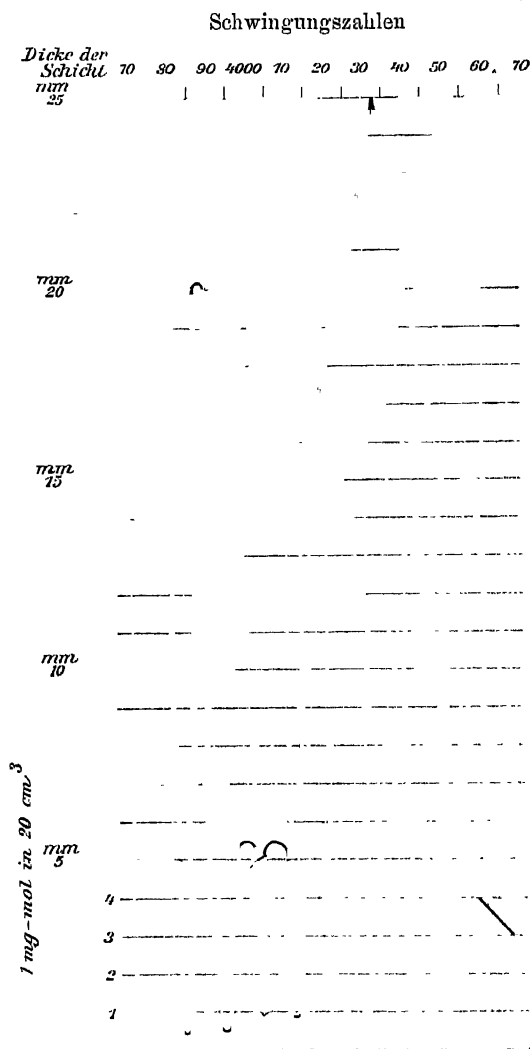 Schwingungszahlen
Dicke der
Schicht 70 80 90 4000 10 20 30 40 50 60. 70
mm
25
mm
20
mm
15
mm
10
mm
5
4
3
2
1
1 mg-mol in 20 cm³